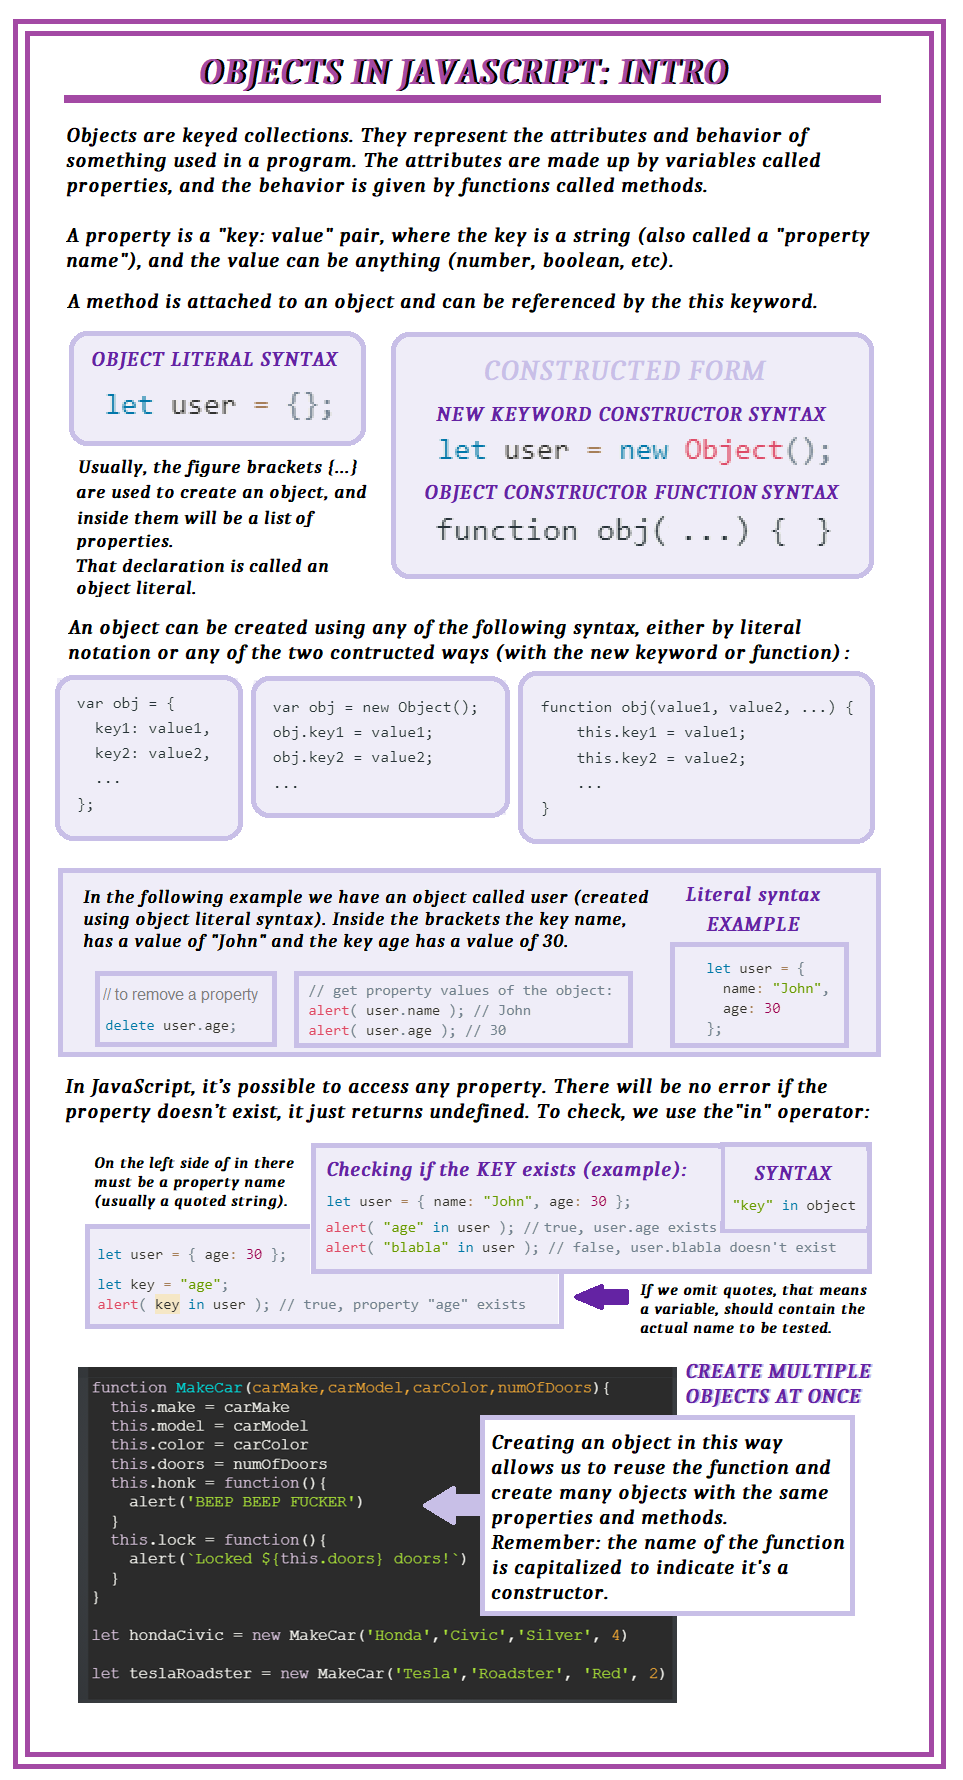 OBJECTS IN JAVASCRIPT: INTRO
Objects are keyed collections. They represent the attributes and behavior of
something used in a program. The attributes are made up by variables called
properties, and the behavior is given by functions called methods.
A property is a "key: value" pair, where the key is a string (also called a "property
name"), and the value can be anything (number, boolean, etc).
A method is attached to an object and can be referenced by the this keyword.
OBJECT LITERAL SYNTAX
let user = {};
Usually, the figure brackets {...}
are used to create an object, and
inside them will be a list of
properties.
That declaration is called an
object literal.
CONSTRUCTED FORM
NEW KEYWORD CONSTRUCTOR SYNTAX
let user = new Object();
OBJECT CONSTRUCTOR FUNCTION SYNTAX
function obj( ...) {  }
An object can be created using any of the following syntax, either by literal
notation or any of the two contructed ways (with the new keyword or function) :
var obj = {
  key1: value1,
  key2: value2,
  ...
};
var obj = new Object();
obj.key1 = value1;
obj.key2 = value2;
...
function obj(value1, value2, ...) {
    this.key1 = value1;
    this.key2 = value2;
    ...
}
In the following example we have an object called user (created
using object literal syntax). Inside the brackets the key name,
has a value of "John" and the key age has a value of 30.
// to remove a property
delete user.age;
// get property values of the object:
alert( user.name ); // John
alert( user.age ); // 30
Literal syntax
EXAMPLE
let user = {
  name: "John",
  age: 30
};
In JavaScript, it's possible to access any property. There will be no error if the
property doesn't exist, it just returns undefined. To check, we use the"in" operator:
On the left side of in there
must be a property name
(usually a quoted string).
Checking if the KEY exists (example):
let user = { name: "John", age: 30 };
alert( "age" in user ); // true, user.age exists
alert( "blabla" in user ); // false, user.blabla doesn't exist
SYNTAX
"key" in object
let user = { age: 30 };
let key = "age";
alert( key in user ); // true, property "age" exists
If we omit quotes, that means
a variable, should contain the
actual name to be tested.
CREATE MULTIPLE
OBJECTS AT ONCE
function MakeCar(carMake,carModel,carColor,numOfDoors){
  this.make = carMake
  this.model = carModel
  this.color = carColor
  this.doors = numOfDoors
  this.honk = function(){
    alert('BEEP BEEP FUCKER')
  }
  this.lock = function(){
    alert(`Locked ${this.doors} doors!`)
  }
}
let hondaCivic = new MakeCar('Honda','Civic','Silver', 4)
let teslaRoadster = new MakeCar('Tesla','Roadster', 'Red', 2)
Creating an object in this way
allows us to reuse the function and
create many objects with the same
properties and methods.
Remember: the name of the function
is capitalized to indicate it's a
constructor.